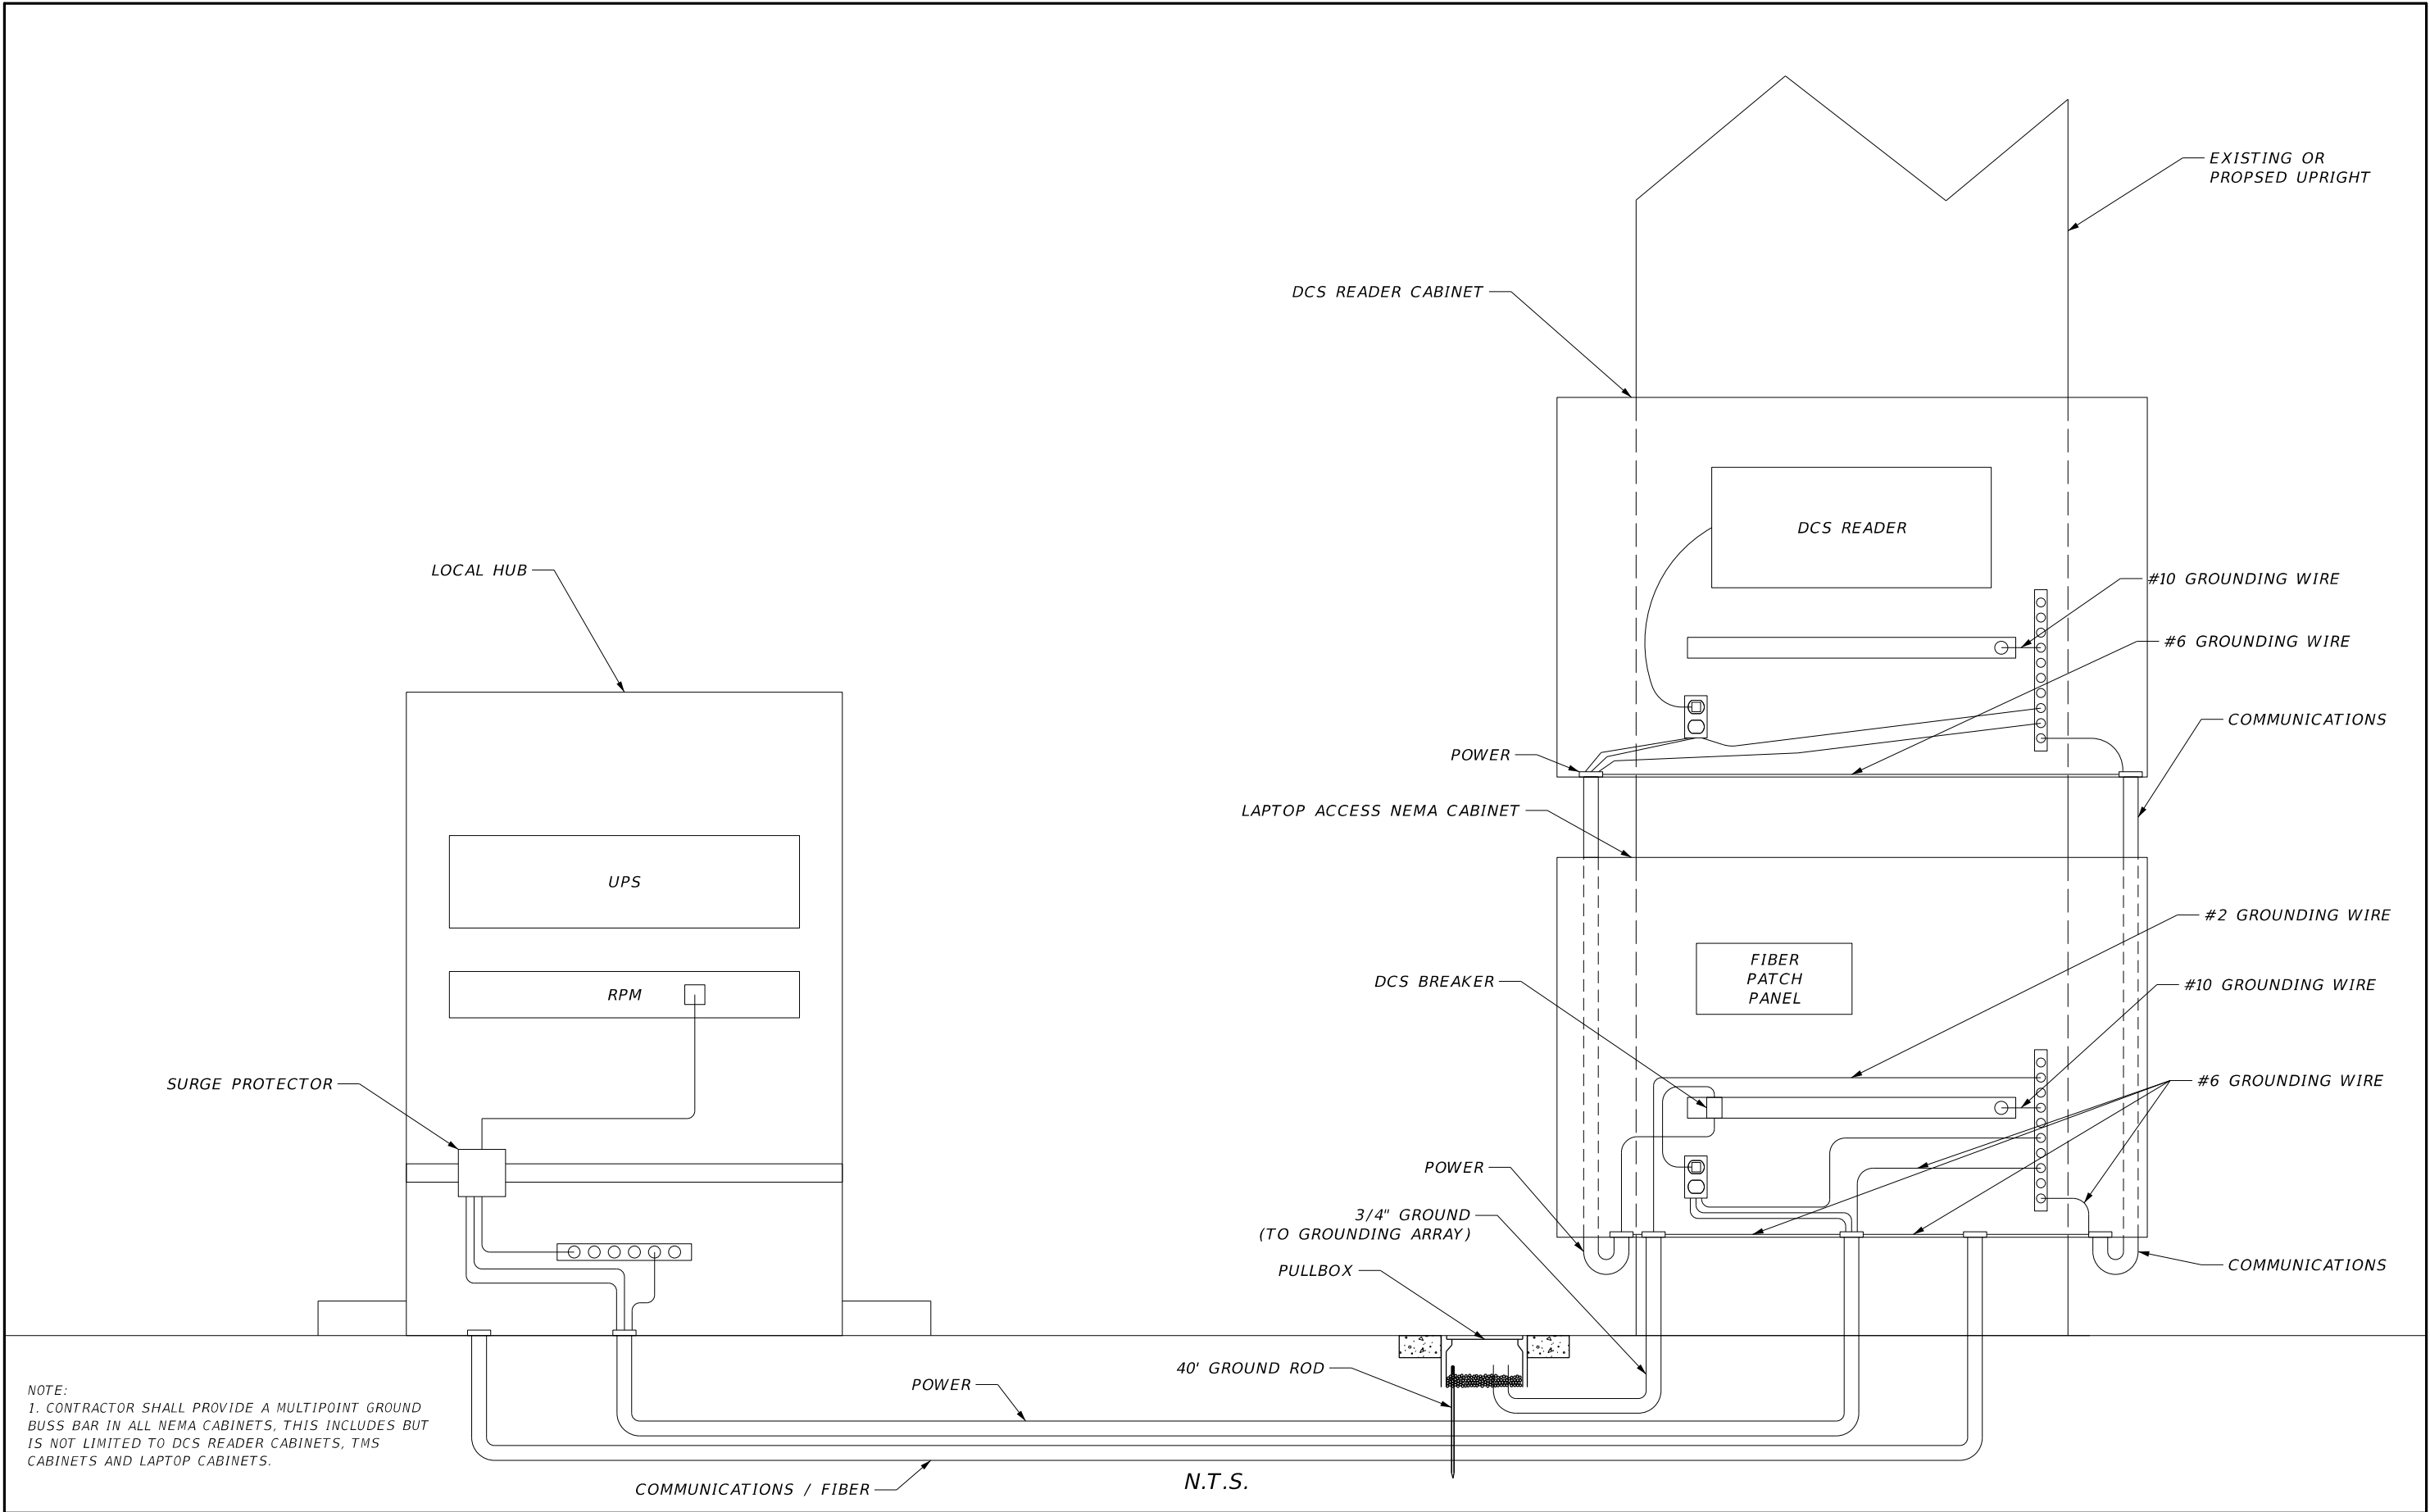 EXISTING OR
PROPSED UPRIGHT
DCS READER CABINET
DCS READER
LOCAL HUB
#10 GROUNDING WIRE
#6 GROUNDING WIRE
COMMUNICATIONS
POWER
LAPTOP ACCESS NEMA CABINET
UPS
#2 GROUNDING WIRE
FIBER
PATCH
PANEL
DCS BREAKER
#10 GROUNDING WIRE
RPM
SURGE PROTECTOR
#6 GROUNDING WIRE
POWER
3/4" GROUND
(TO GROUNDING ARRAY)
COMMUNICATIONS
PULLBOX
40' GROUND ROD
POWER
NOTE:
1. CONTRACTOR SHALL PROVIDE A MULTIPOINT GROUND
BUSS BAR IN ALL NEMA CABINETS, THIS INCLUDES BUT
IS NOT LIMITED TO DCS READER CABINETS, TMS
CABINETS AND LAPTOP CABINETS.
COMMUNICATIONS / FIBER
N.T.S.